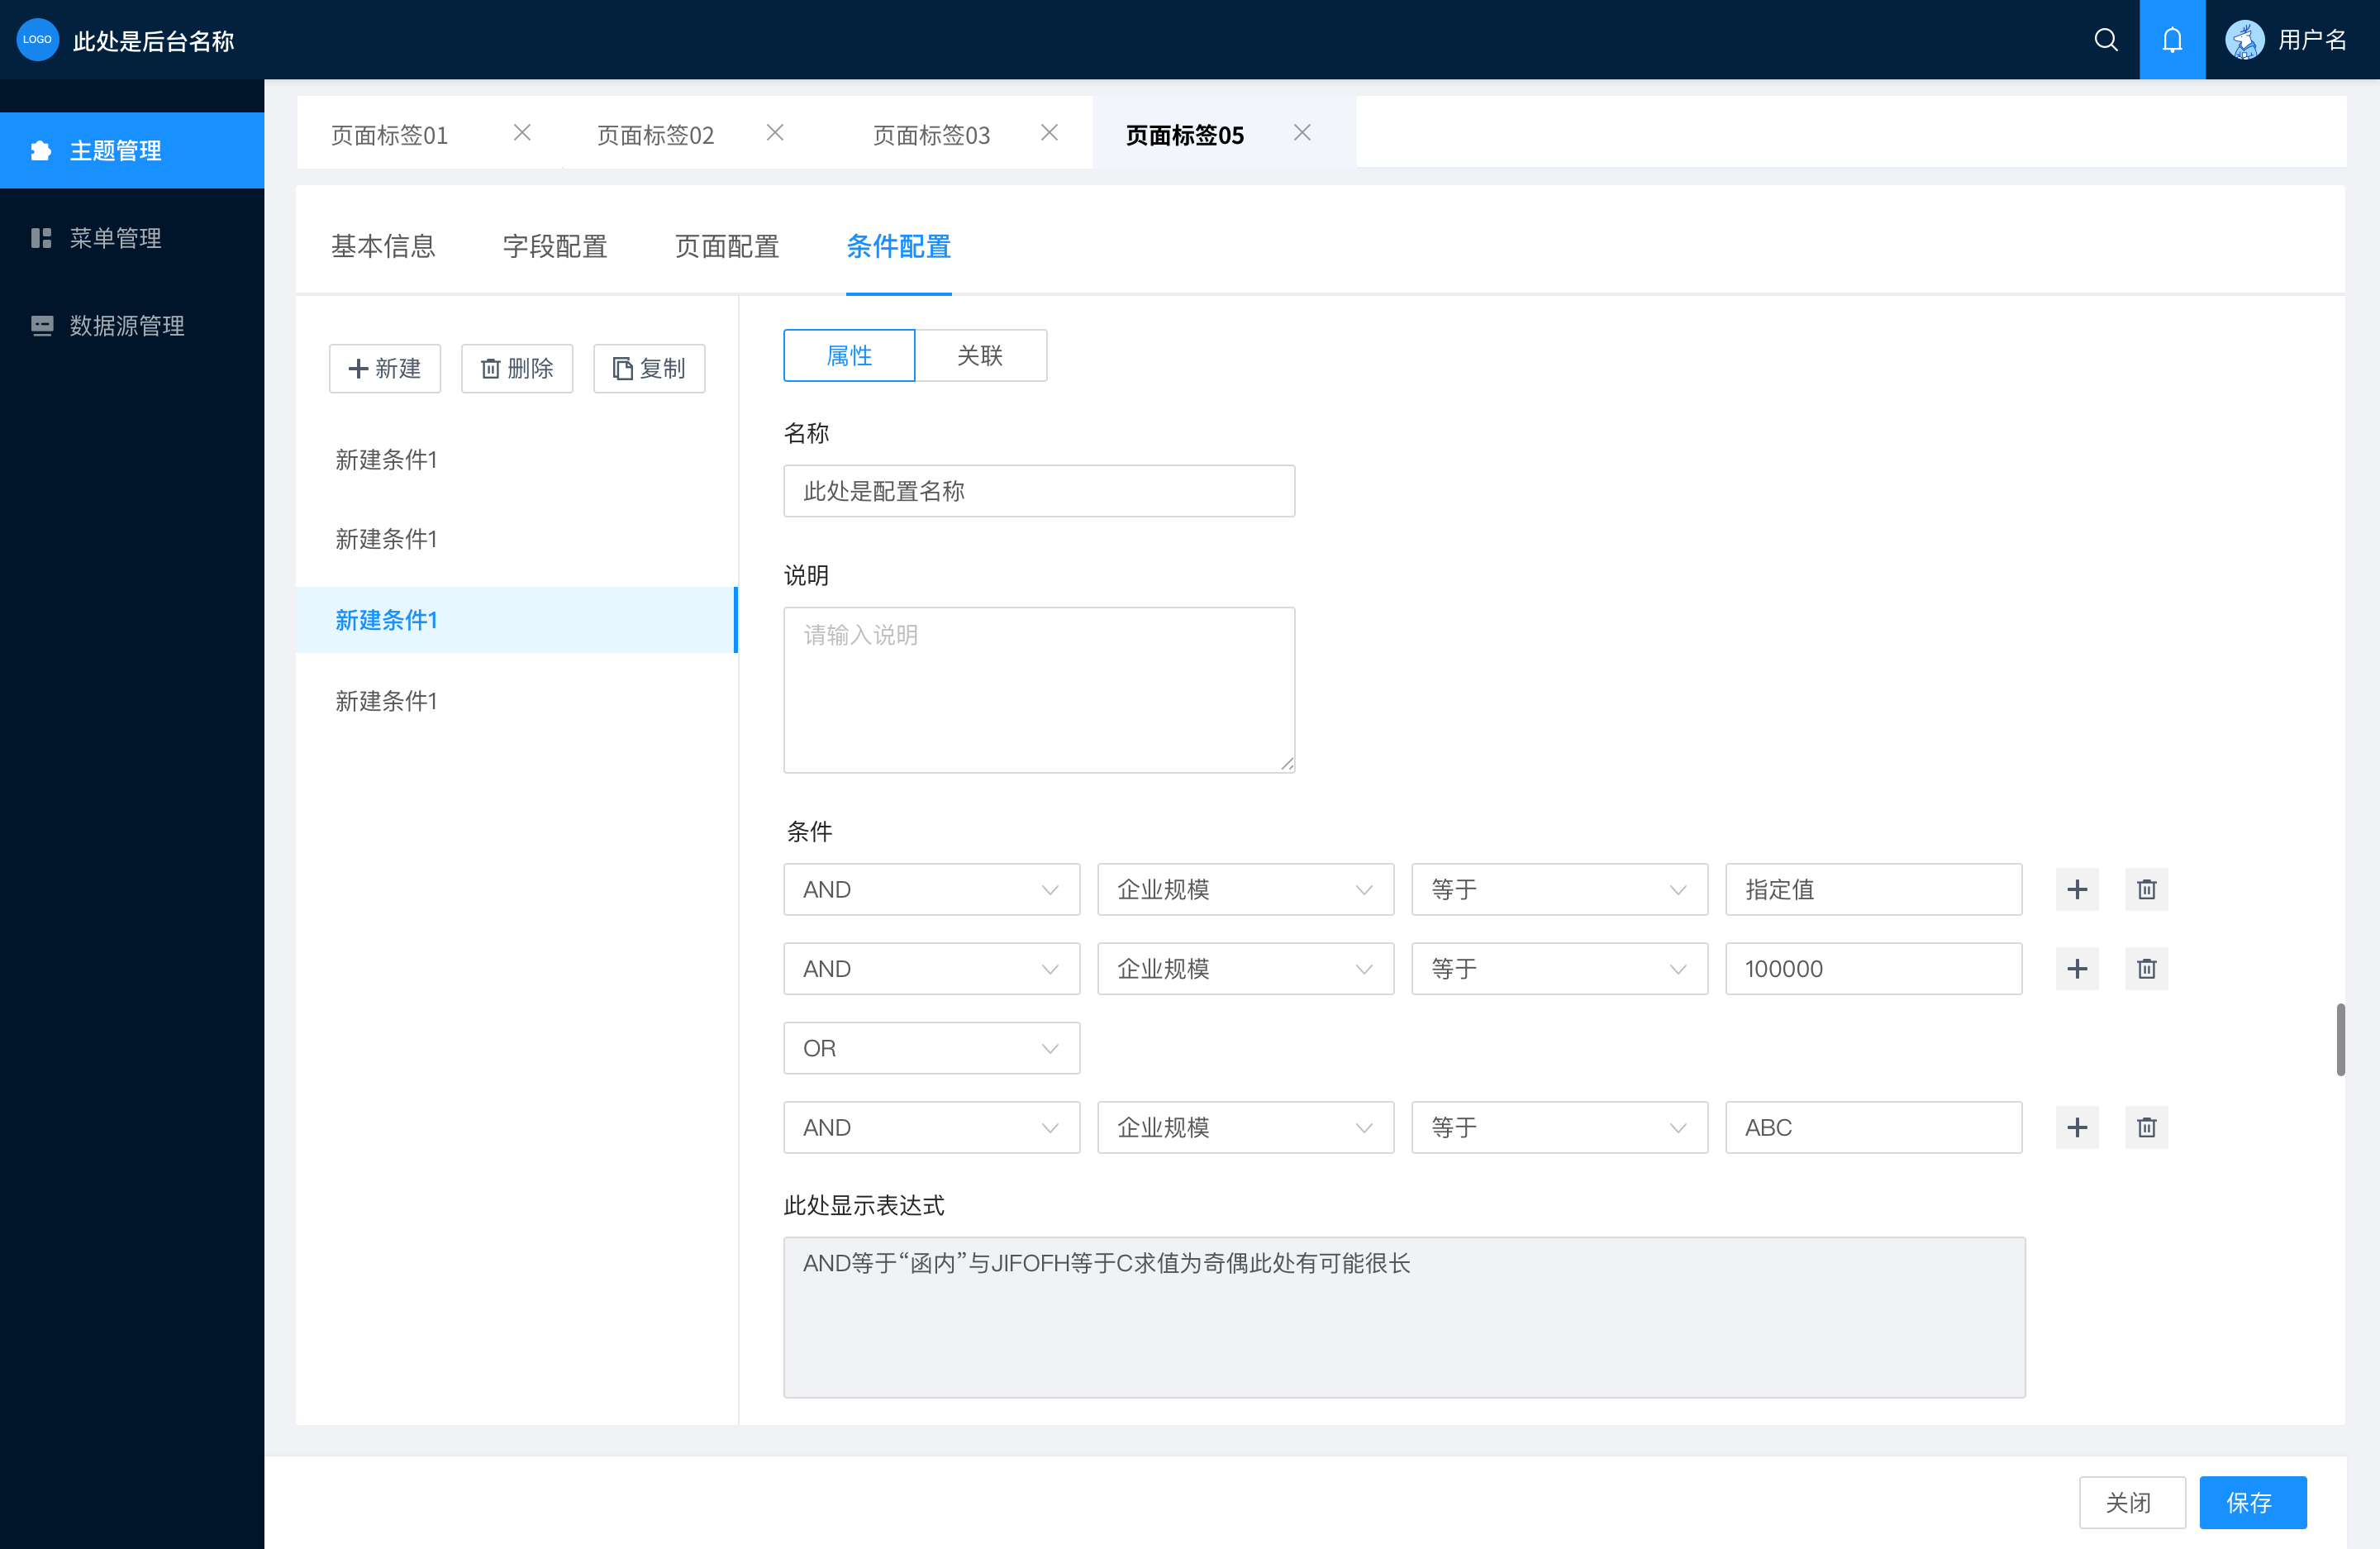 LOGO 此处是后台名称 用户名
主题管理
菜单管理
数据源管理
页面标签01 页面标签02 页面标签03 页面标签05
基本信息 字段配置 页面配置 条件配置
新建 删除 复制
新建条件1
新建条件1
新建条件1
新建条件1
属性 关联
名称
此处是配置名称
说明
请输入说明
条件
AND 企业规模 等于 指定值
AND 企业规模 等于 100000
OR
AND 企业规模 等于 ABC
此处显示表达式
AND等于“函内”与JIFOFH等于C求值为奇偶此处有可能很长
关闭 保存